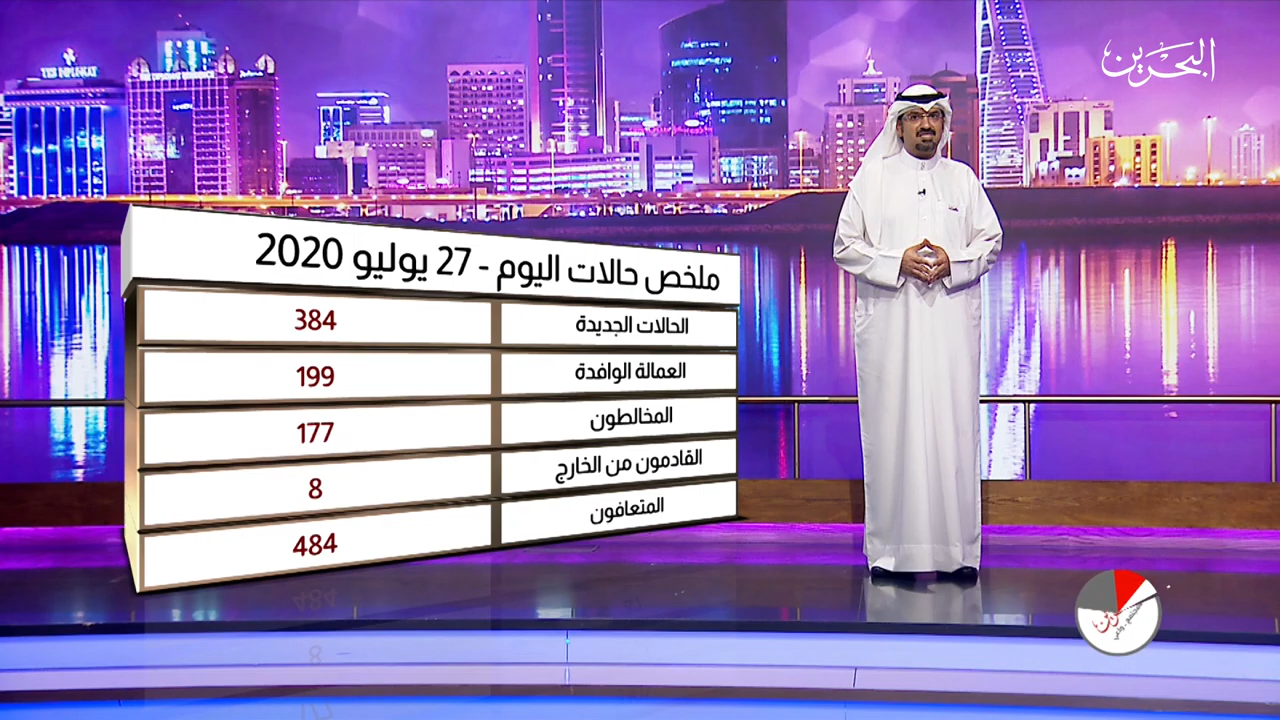 البحرين
ملخص حالات اليوم - 27 يوليو 2020
الحالات الجديدة 384
العمالة الوافدة 199
المخالطون 177
القادمون من الخارج 8
المتعافون 484